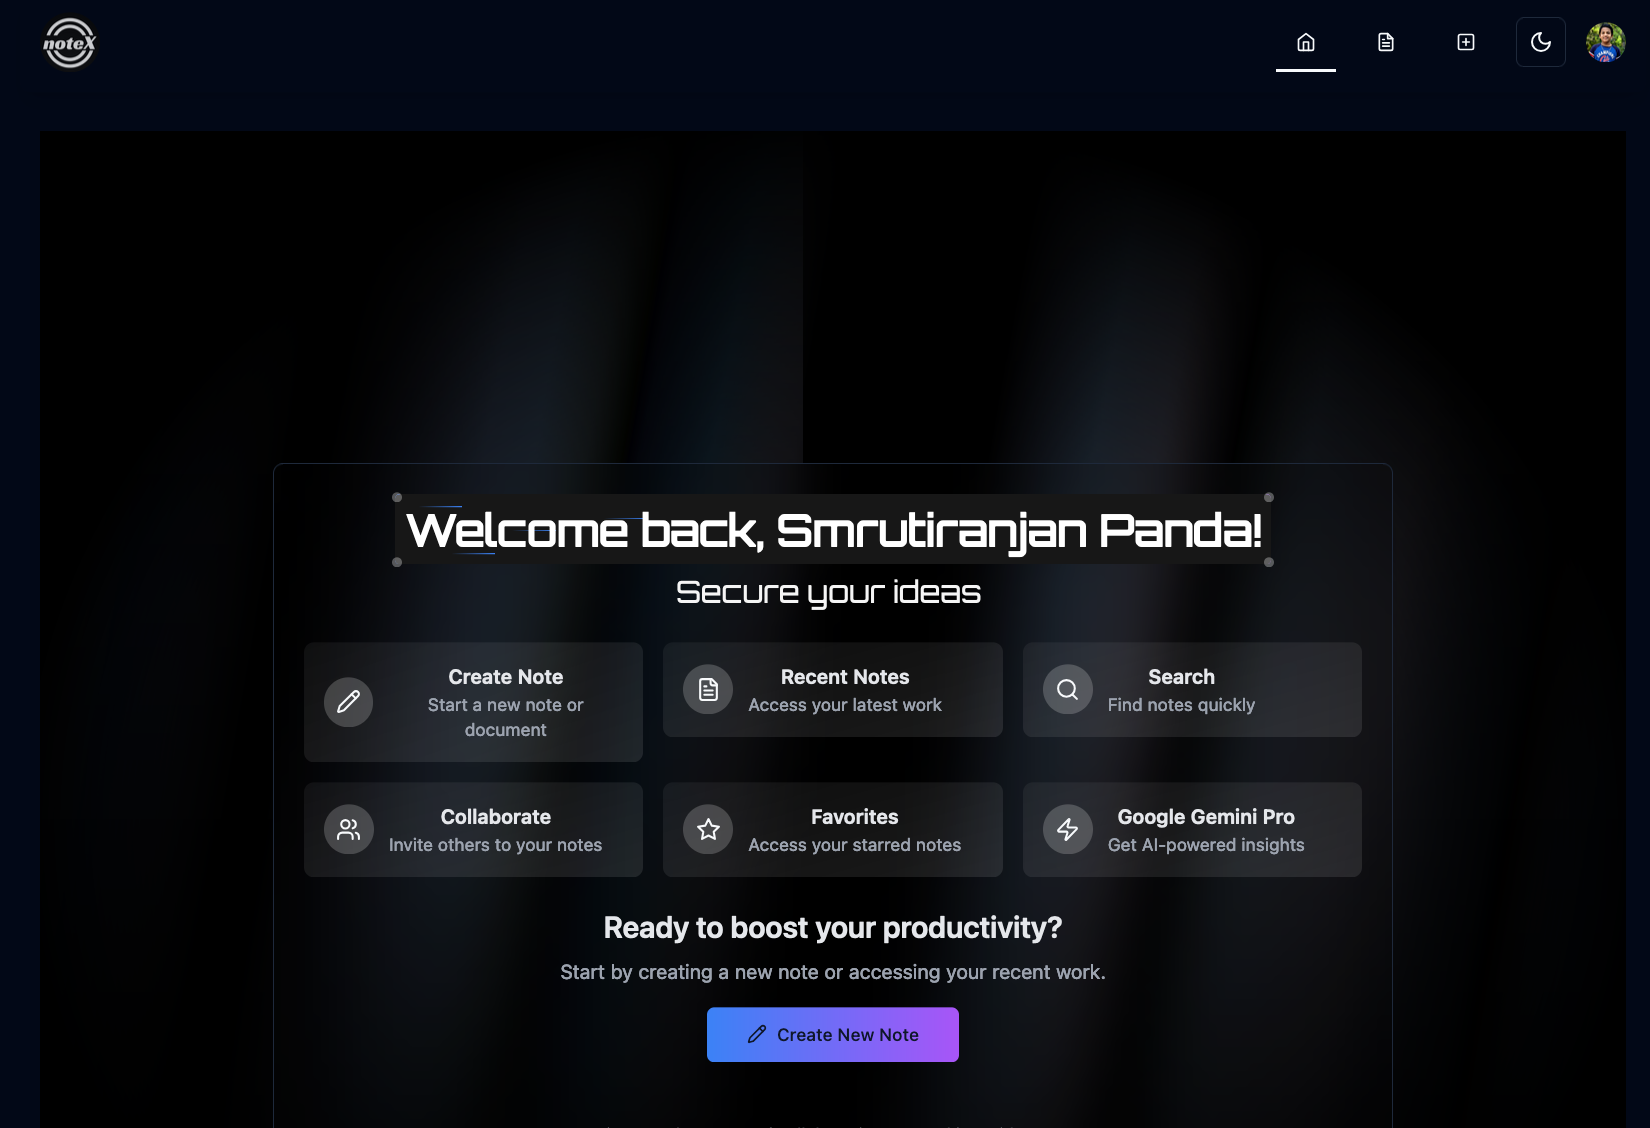 noteX
Welcome back, Smrutiranjan Panda!
Secure your ideas
Create Note
Start a new note or
document
Recent Notes
Access your latest work
Search
Find notes quickly
Collaborate
Invite others to your notes
Favorites
Access your starred notes
Google Gemini Pro
Get AI-powered insights
Ready to boost your productivity?
Start by creating a new note or accessing your recent work.
Create New Note